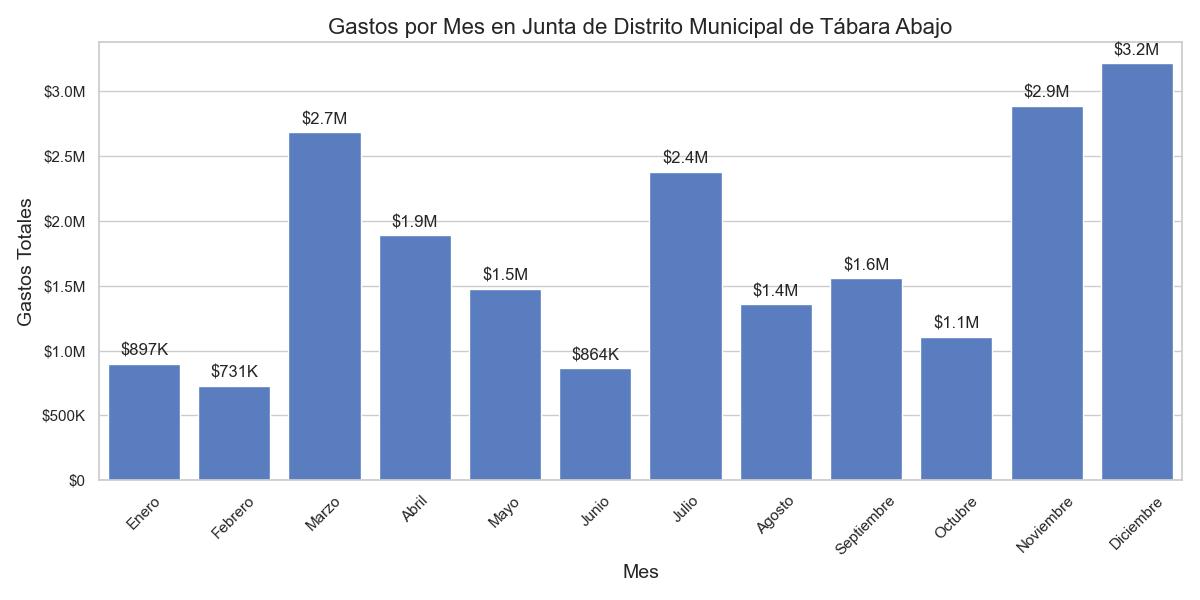 Gastos por Mes en Junta de Distrito Municipal de Tábara Abajo
Gastos Totales
$3.0M
$2.5M
$2.0M
$1.5M
$1.0M
$500K
$0
$897K
$731K
$2.7M
$1.9M
$1.5M
$864K
$2.4M
$1.4M
$1.6M
$1.1M
$2.9M
$3.2M
Enero
Febrero
Marzo
Abril
Mayo
Junio
Julio
Agosto
Septiembre
Octubre
Noviembre
Diciembre
Mes